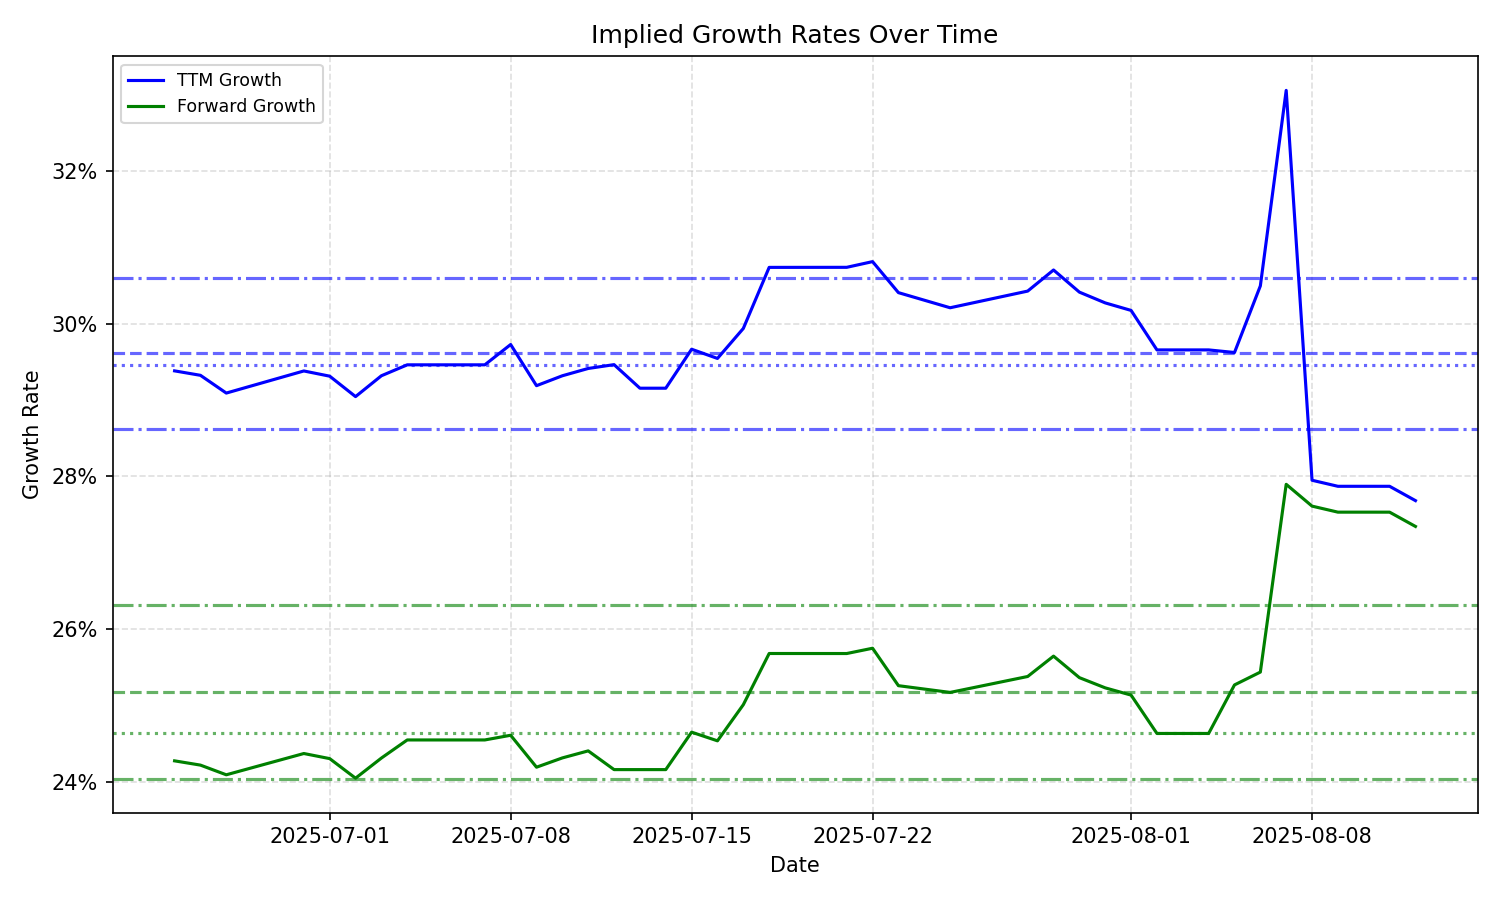 Implied Growth Rates Over Time
TTM Growth
Forward Growth
32%
30%
28%
26%
24%
Growth Rate
2025-07-01
2025-07-08
2025-07-15
2025-07-22
2025-08-01
2025-08-08
Date